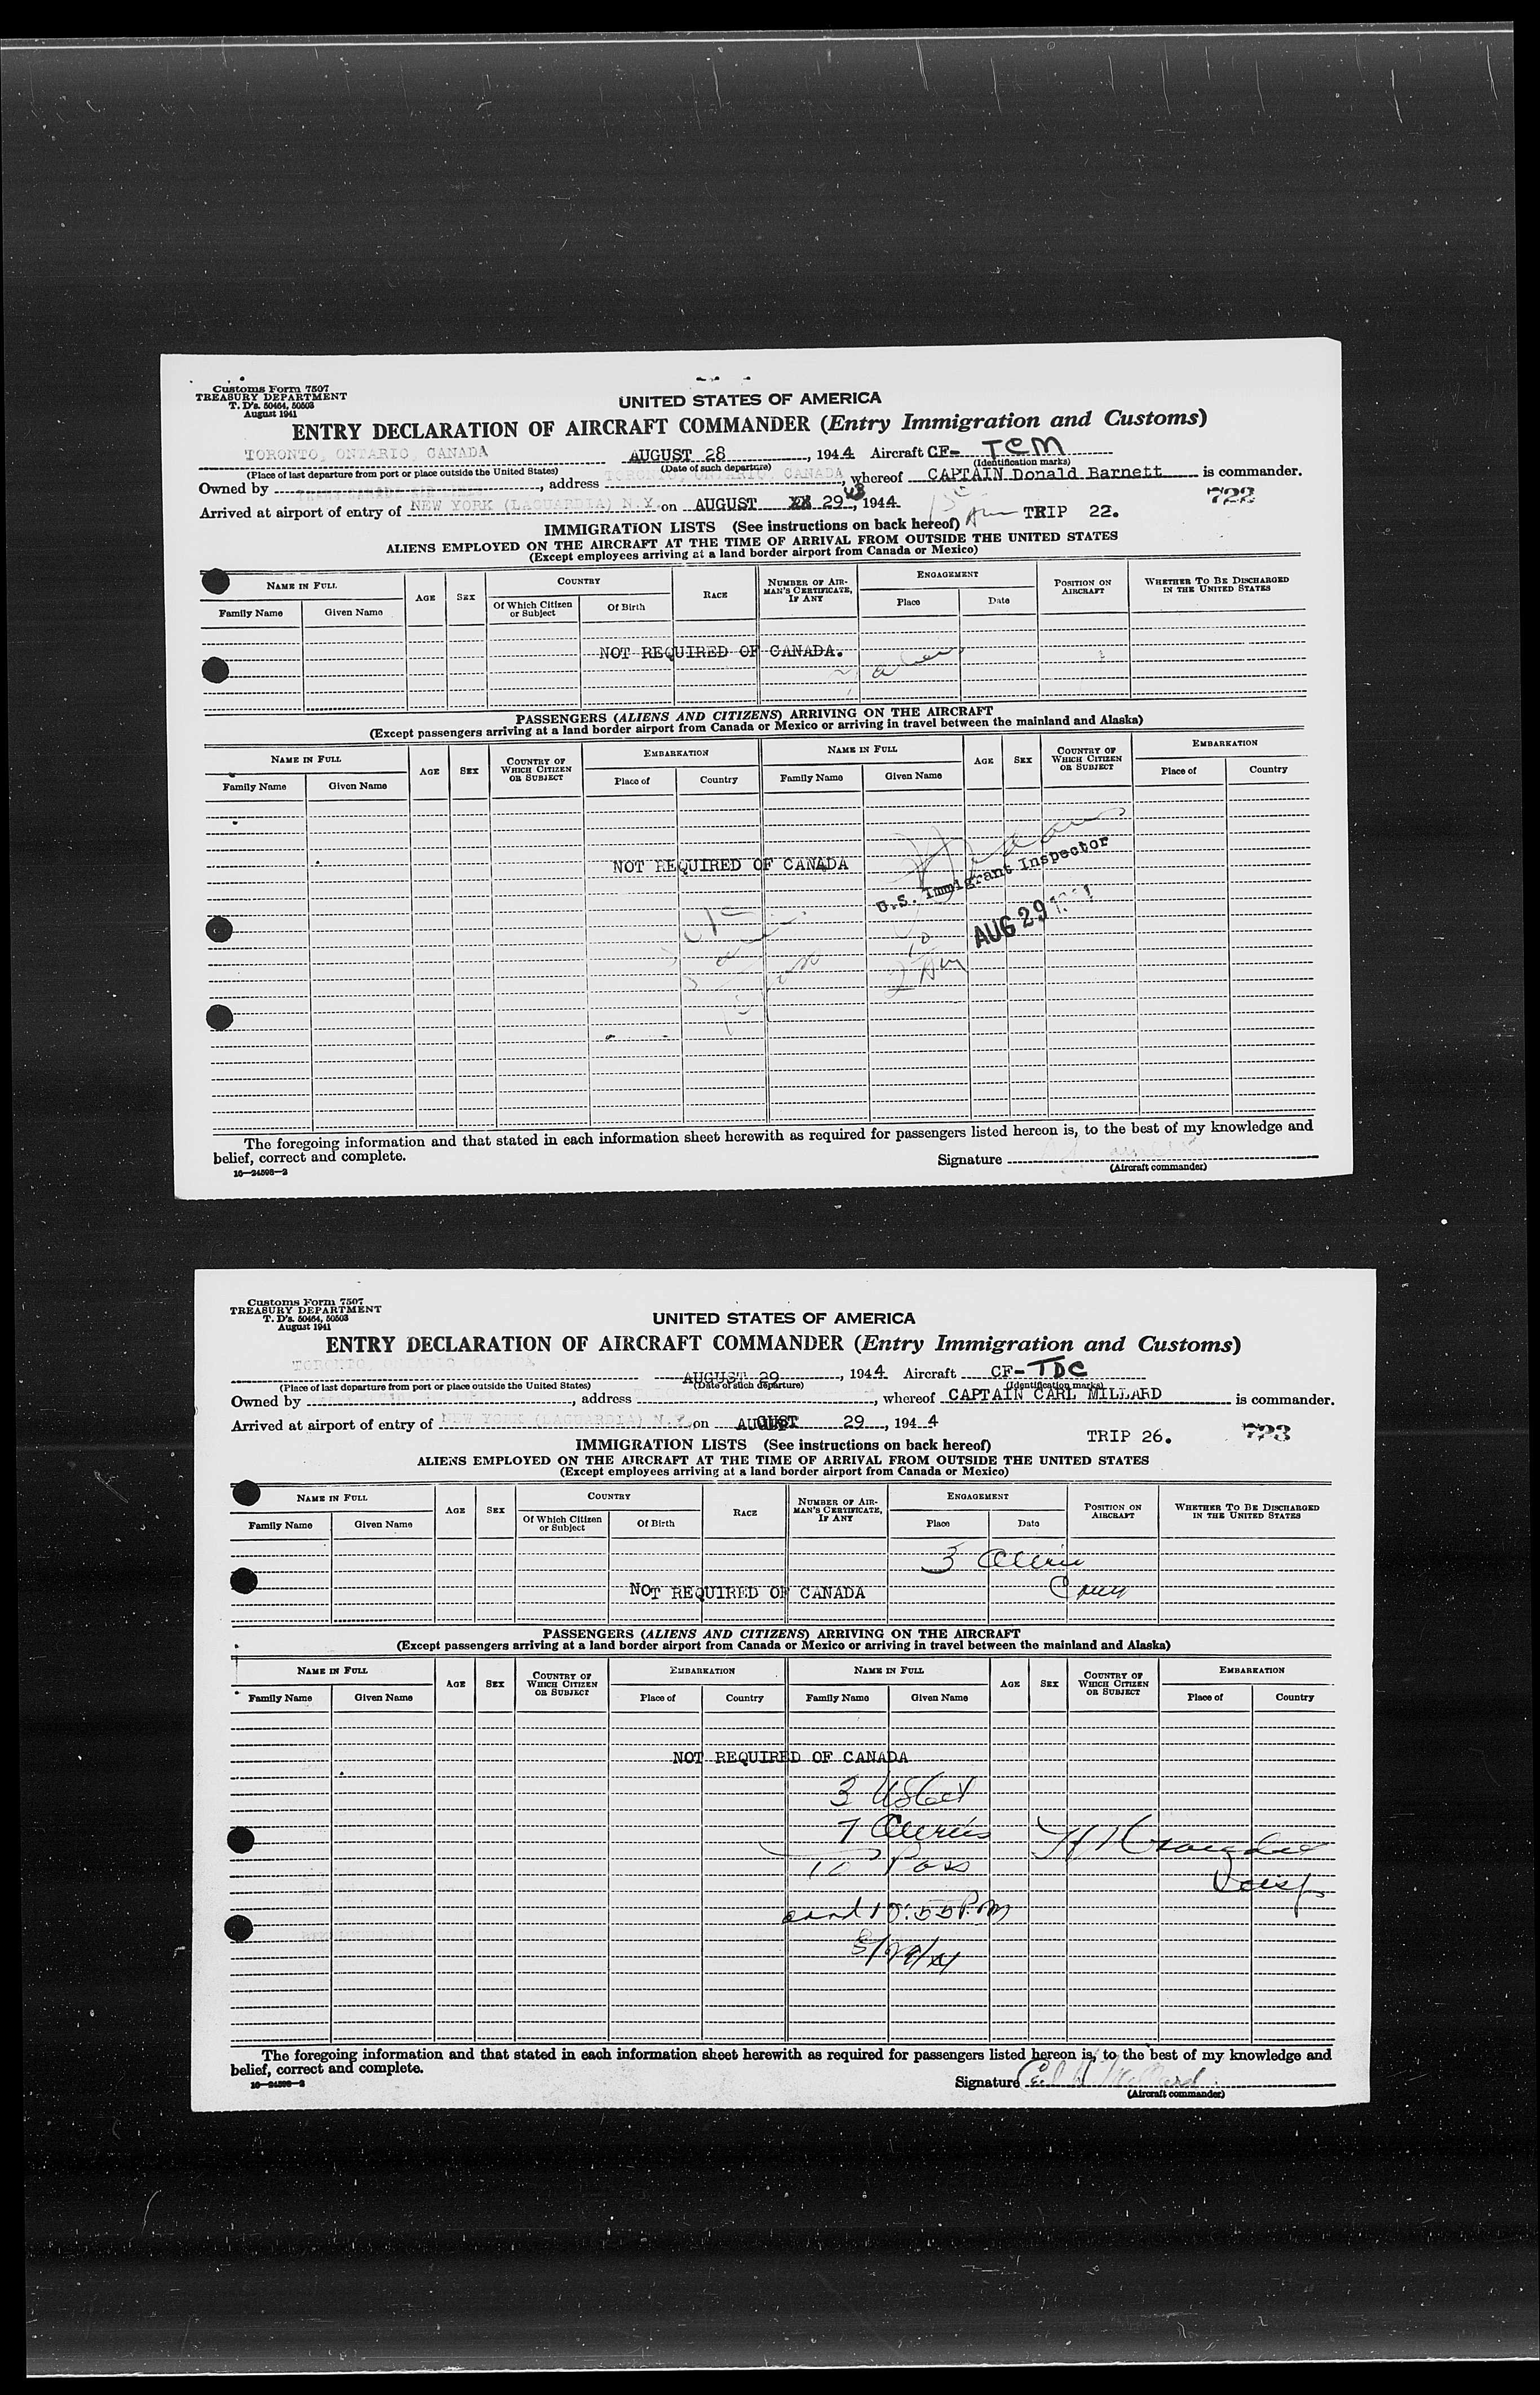 Customs Form 7507
TREASURY DEPARTMENT
T. D's. 50464, 50503
August 1941
UNITED STATES OF AMERICA
ENTRY DECLARATION OF AIRCRAFT COMMANDER (Entry Immigration and Customs)
TORONTO, ONTARIO, CANADA AUGUST 28, 1944 Aircraft CF- TCM
(Place of last departure from port or place outside the United States) (Date of such departure) (Identification marks)
Owned by TRANS-CANADA AIR LINES, address TORONTO, ONTARIO, CANADA, whereof CAPTAIN Donald Barnett is commander.
Arrived at airport of entry of NEW YORK (LAGUARDIA) N.Y. on AUGUST XX 29, 1944
TRIP 22.
722
IMMIGRATION LISTS (See instructions on back hereof)
ALIENS EMPLOYED ON THE AIRCRAFT AT THE TIME OF ARRIVAL FROM OUTSIDE THE UNITED STATES
(Except employees arriving at a land border airport from Canada or Mexico)
NAME IN FULL AGE SEX COUNTRY RACE NUMBER OF AIRMAN'S CERTIFICATE, IF ANY ENGAGEMENT POSITION ON AIRCRAFT WHETHER TO BE DISCHARGED IN THE UNITED STATES
Family Name Given Name Of Which Citizen or Subject Of Birth Place Date
NOT REQUIRED OF CANADA.
PASSENGERS (ALIENS AND CITIZENS) ARRIVING ON THE AIRCRAFT
(Except passengers arriving at a land border airport from Canada or Mexico or arriving in travel between the mainland and Alaska)
NAME IN FULL AGE SEX COUNTRY OF WHICH CITIZEN OR SUBJECT EMBARKATION NAME IN FULL AGE SEX COUNTRY OF WHICH CITIZEN OR SUBJECT EMBARKATION
Family Name Given Name Place of Country Family Name Given Name Place of Country
NOT REQUIRED OF CANADA
U.S. Immigrant Inspector
AUG 29
The foregoing information and that stated in each information sheet herewith as required for passengers listed hereon is, to the best of my knowledge and
belief, correct and complete.
Signature
16—24598-2 (Aircraft commander)
Customs Form 7507
TREASURY DEPARTMENT
T. D's. 50464, 50503
August 1941
UNITED STATES OF AMERICA
ENTRY DECLARATION OF AIRCRAFT COMMANDER (Entry Immigration and Customs)
TORONTO ONTARIO CANADA AUGUST 29, 1944 Aircraft CF-TDC
(Place of last departure from port or place outside the United States) (Date of such departure) (Identification marks)
Owned by , address , whereof CAPTAIN CARL MILLARD is commander.
Arrived at airport of entry of NEW YORK (LAGUARDIA) N.Y. on AUGUST 29, 1944
TRIP 26.
723
IMMIGRATION LISTS (See instructions on back hereof)
ALIENS EMPLOYED ON THE AIRCRAFT AT THE TIME OF ARRIVAL FROM OUTSIDE THE UNITED STATES
(Except employees arriving at a land border airport from Canada or Mexico)
NAME IN FULL AGE SEX COUNTRY RACE NUMBER OF AIRMAN'S CERTIFICATE, IF ANY ENGAGEMENT POSITION ON AIRCRAFT WHETHER TO BE DISCHARGED IN THE UNITED STATES
Family Name Given Name Of Which Citizen or Subject Of Birth Place Date
3 Alien
Crew
NOT REQUIRED OF CANADA
PASSENGERS (ALIENS AND CITIZENS) ARRIVING ON THE AIRCRAFT
(Except passengers arriving at a land border airport from Canada or Mexico or arriving in travel between the mainland and Alaska)
NAME IN FULL AGE SEX COUNTRY OF WHICH CITIZEN OR SUBJECT EMBARKATION NAME IN FULL AGE SEX COUNTRY OF WHICH CITIZEN OR SUBJECT EMBARKATION
Family Name Given Name Place of Country Family Name Given Name Place of Country
NOT REQUIRED OF CANADA
3 USCit
7 Aliens
10 Pass
Insp
10:55 P.M
8/29/44
The foregoing information and that stated in each information sheet herewith as required for passengers listed hereon is, to the best of my knowledge and
belief, correct and complete.
Signature Millard
16—24598-2 (Aircraft commander)